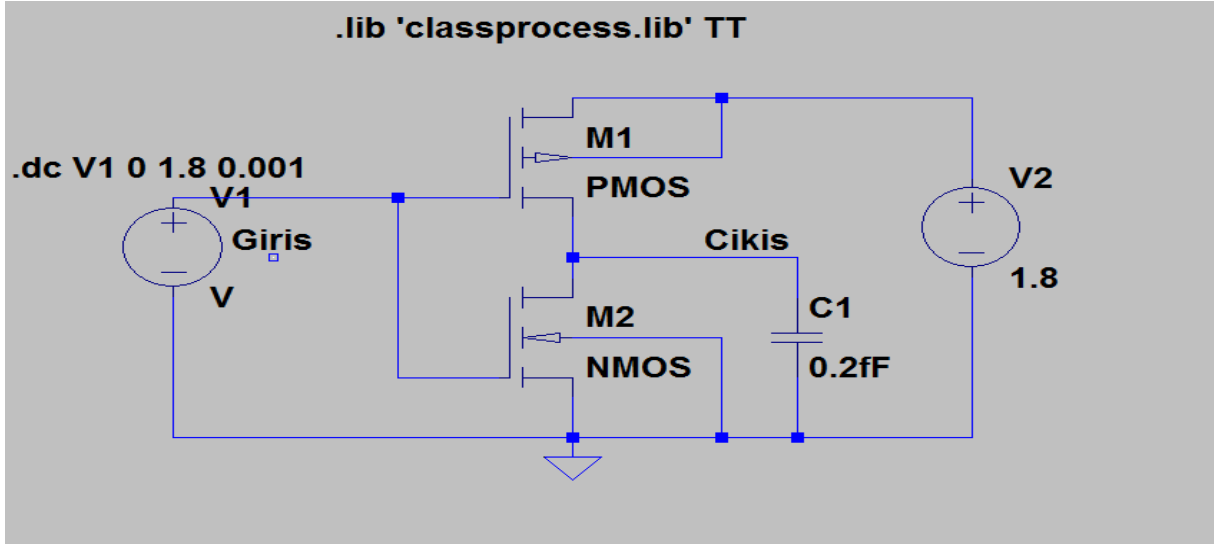 .lib 'classprocess.lib' TT
.dc V1 0 1.8 0.001
V1
Giris
V
M1
PMOS
Cikis
M2
NMOS
C1
0.2fF
V2
1.8